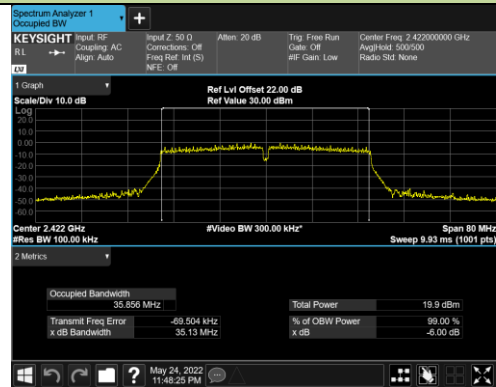 Spectrum Analyzer 1
Occupied BW
+
KEYSIGHT Input: RF Input Z: 50 Ω Atten: 20 dB Trig: Free Run Center Freq: 2.422000000 GHz
RL Coupling: AC Corrections: Off Gate: Off Avg|Hold: 500/500
Align: Auto Freq Ref: Int (S) #IF Gain: Low Radio Std: None
LXI NFE: Off
1 Graph Ref Lvl Offset 22.00 dB
Scale/Div 10.0 dB Ref Value 30.00 dBm
Log
20.0
10.0
0.00
-10.0
-20.0
-30.0
-40.0
-50.0
-60.0
Center 2.422 GHz #Video BW 300.00 kHz* Span 80 MHz
#Res BW 100.00 kHz Sweep 9.93 ms (1001 pts)
2 Metrics
Occupied Bandwidth
35.856 MHz Total Power 19.9 dBm
Transmit Freq Error -69.504 kHz % of OBW Power 99.00 %
x dB Bandwidth 35.13 MHz x dB -6.00 dB
? May 24, 2022
11:48:25 PM